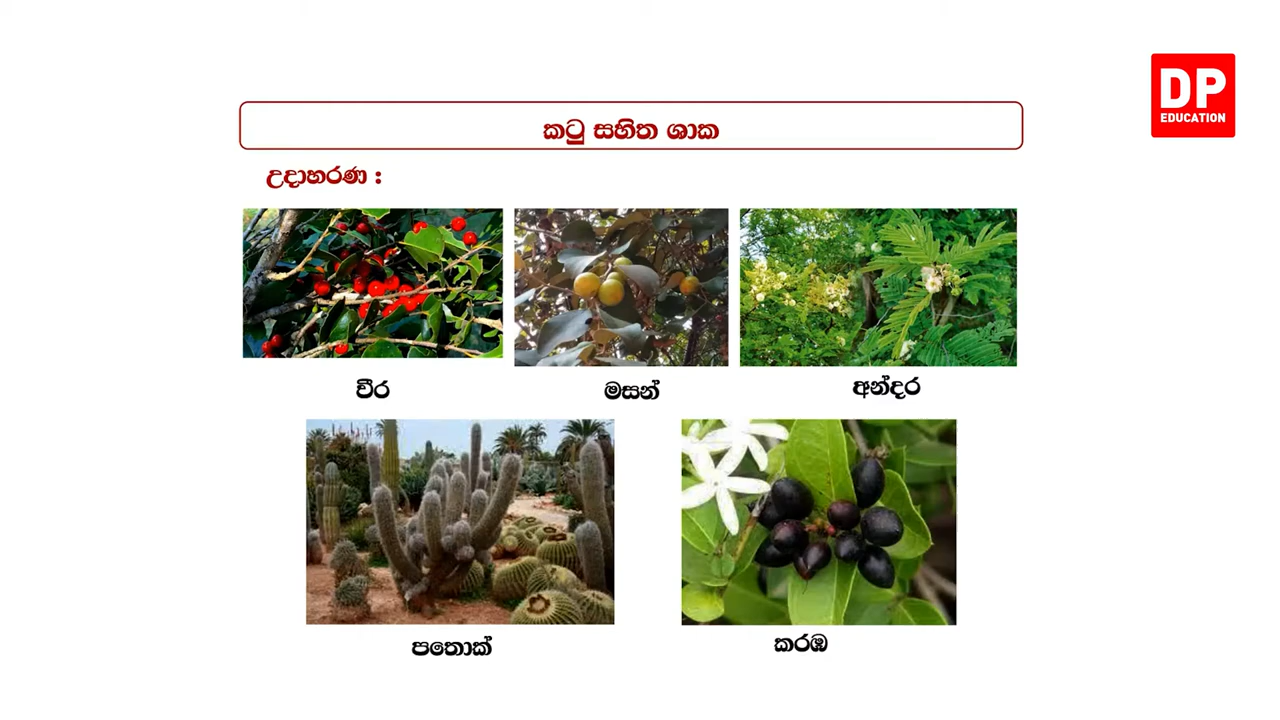 DP
EDUCATION
කටු සහිත ශාක
උදාහරණ :
වීර
මසන්
අන්දර
පතොක්
කරඹ